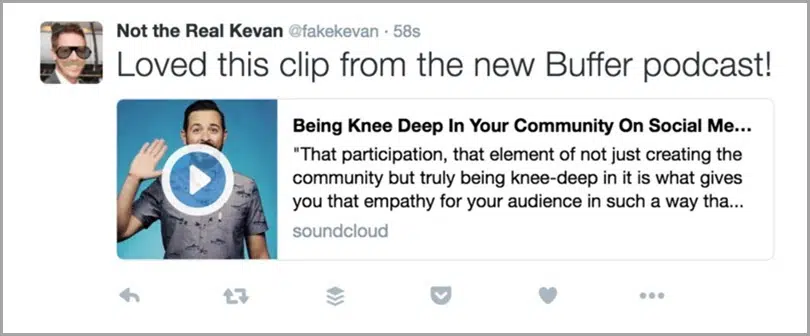 Not the Real Kevan @fakekevan · 58s
Loved this clip from the new Buffer podcast!
Being Knee Deep In Your Community On Social Me...
"That participation, that element of not just creating the
community but truly being knee-deep in it is what gives
you that empathy for your audience in such a way tha...
soundcloud